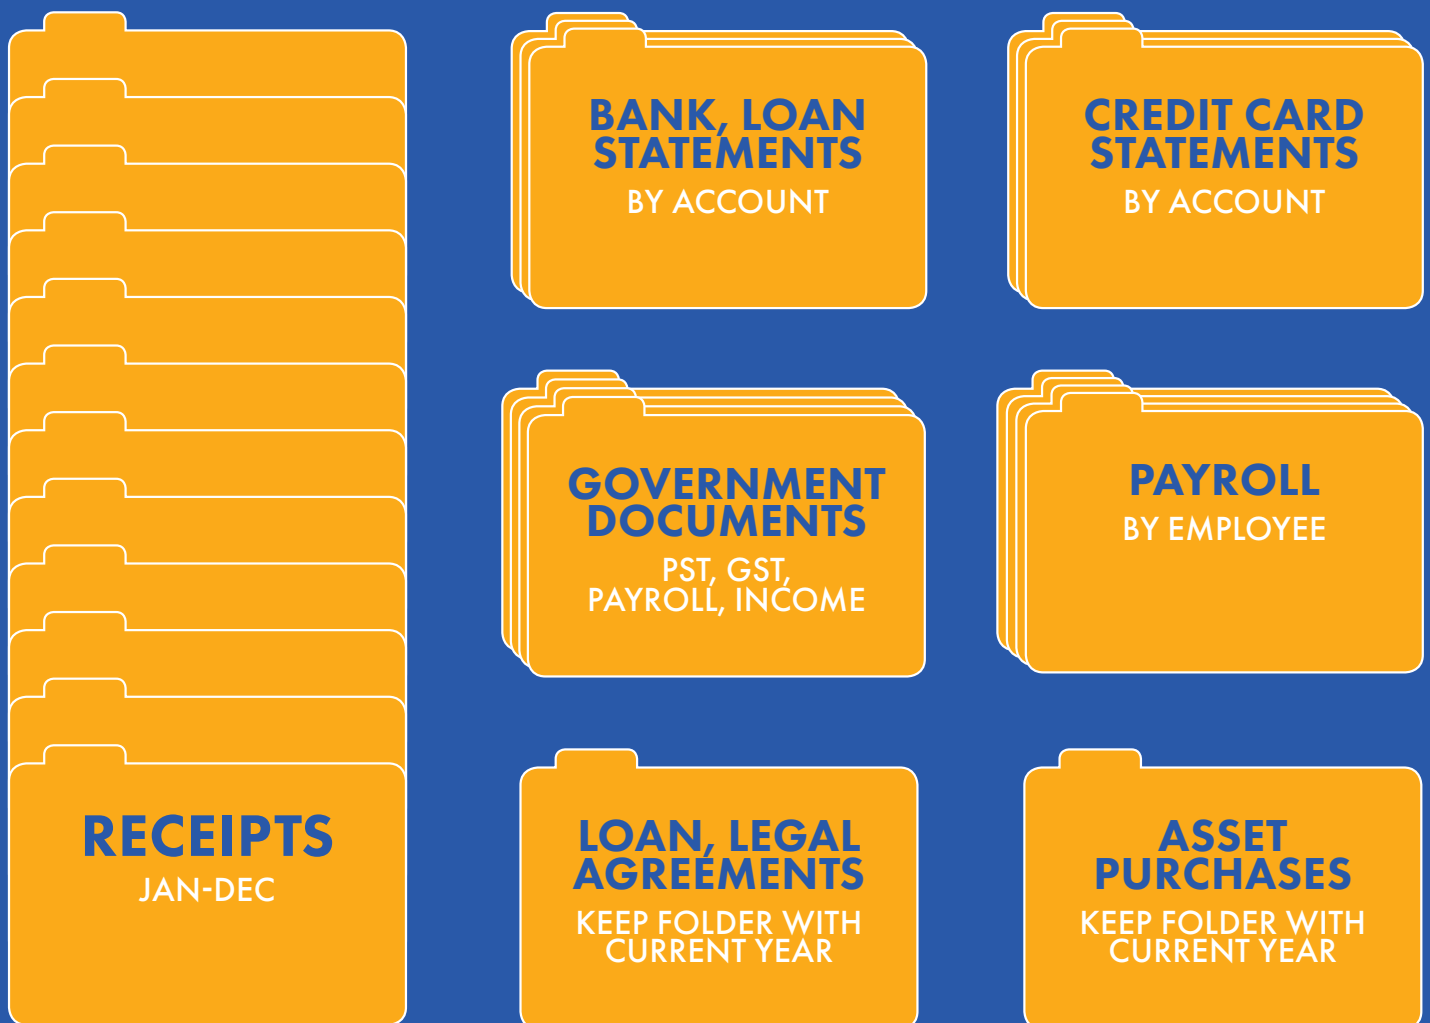 BANK, LOAN
STATEMENTS
BY ACCOUNT
CREDIT CARD
STATEMENTS
BY ACCOUNT
GOVERNMENT
DOCUMENTS
PST, GST,
PAYROLL, INCOME
PAYROLL
BY EMPLOYEE
RECEIPTS
JAN-DEC
LOAN, LEGAL
AGREEMENTS
KEEP FOLDER WITH
CURRENT YEAR
ASSET
PURCHASES
KEEP FOLDER WITH
CURRENT YEAR